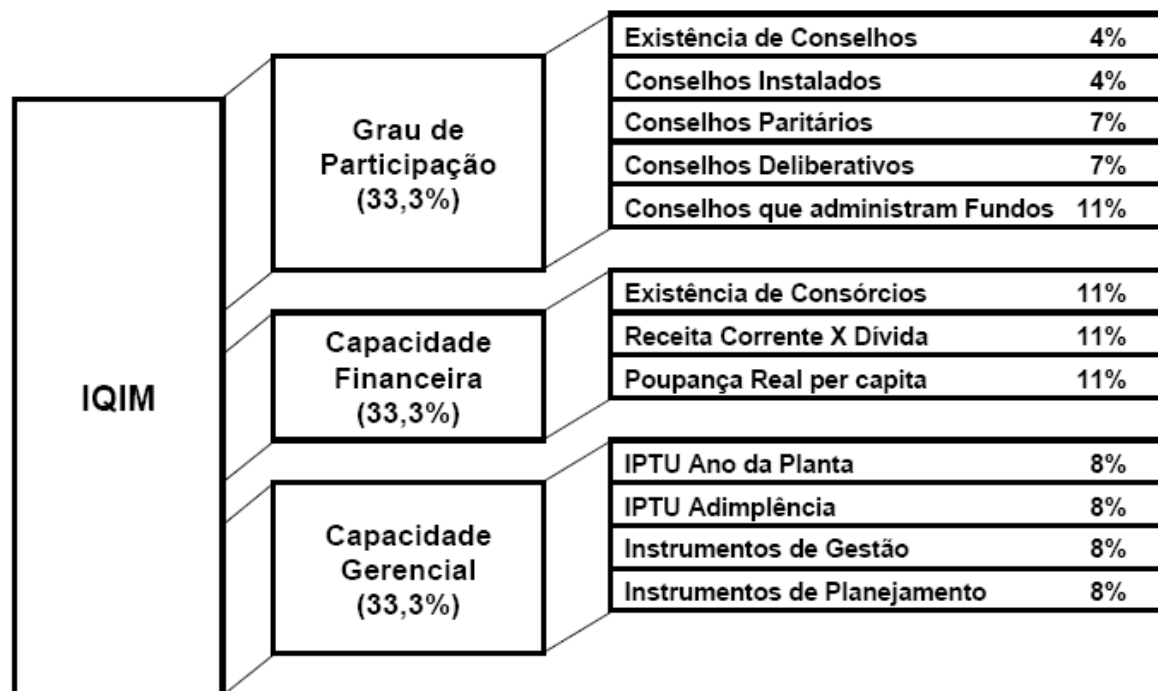 IQIM
Grau de
Participação
(33,3%)
Existência de Conselhos 4%
Conselhos Instalados 4%
Conselhos Paritários 7%
Conselhos Deliberativos 7%
Conselhos que administram Fundos 11%
Capacidade
Financeira
(33,3%)
Existência de Consórcios 11%
Receita Corrente X Dívida 11%
Poupança Real per capita 11%
Capacidade
Gerencial
(33,3%)
IPTU Ano da Planta 8%
IPTU Adimplência 8%
Instrumentos de Gestão 8%
Instrumentos de Planejamento 8%